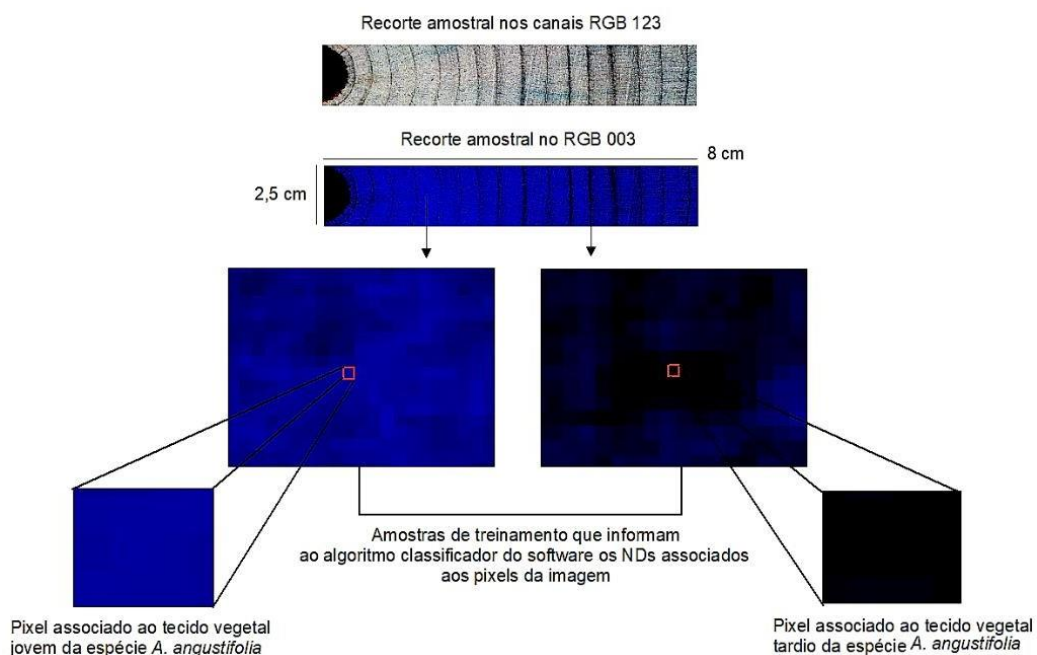 Recorte amostral nos canais RGB 123
Recorte amostral no RGB 003
8 cm
2,5 cm
Amostras de treinamento que informam
ao algoritmo classificador do software os NDs associados
aos pixels da imagem
Pixel associado ao tecido vegetal
jovem da espécie A. angustifolia
Pixel associado ao tecido vegetal
tardio da espécie A. angustifolia